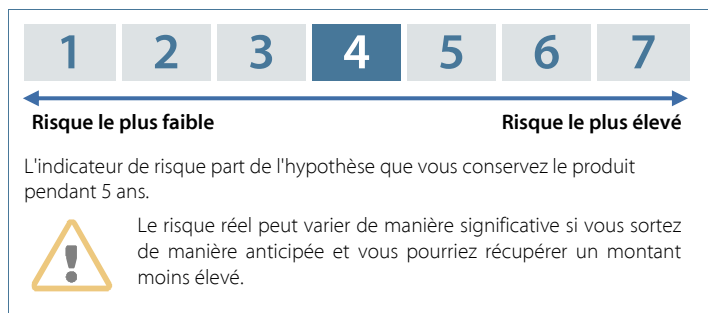 1 2 3 4 5 6 7
Risque le plus faible Risque le plus élevé
L'indicateur de risque part de l'hypothèse que vous conservez le produit
pendant 5 ans.
Le risque réel peut varier de manière significative si vous sortez
de manière anticipée et vous pourriez récupérer un montant
moins élevé.